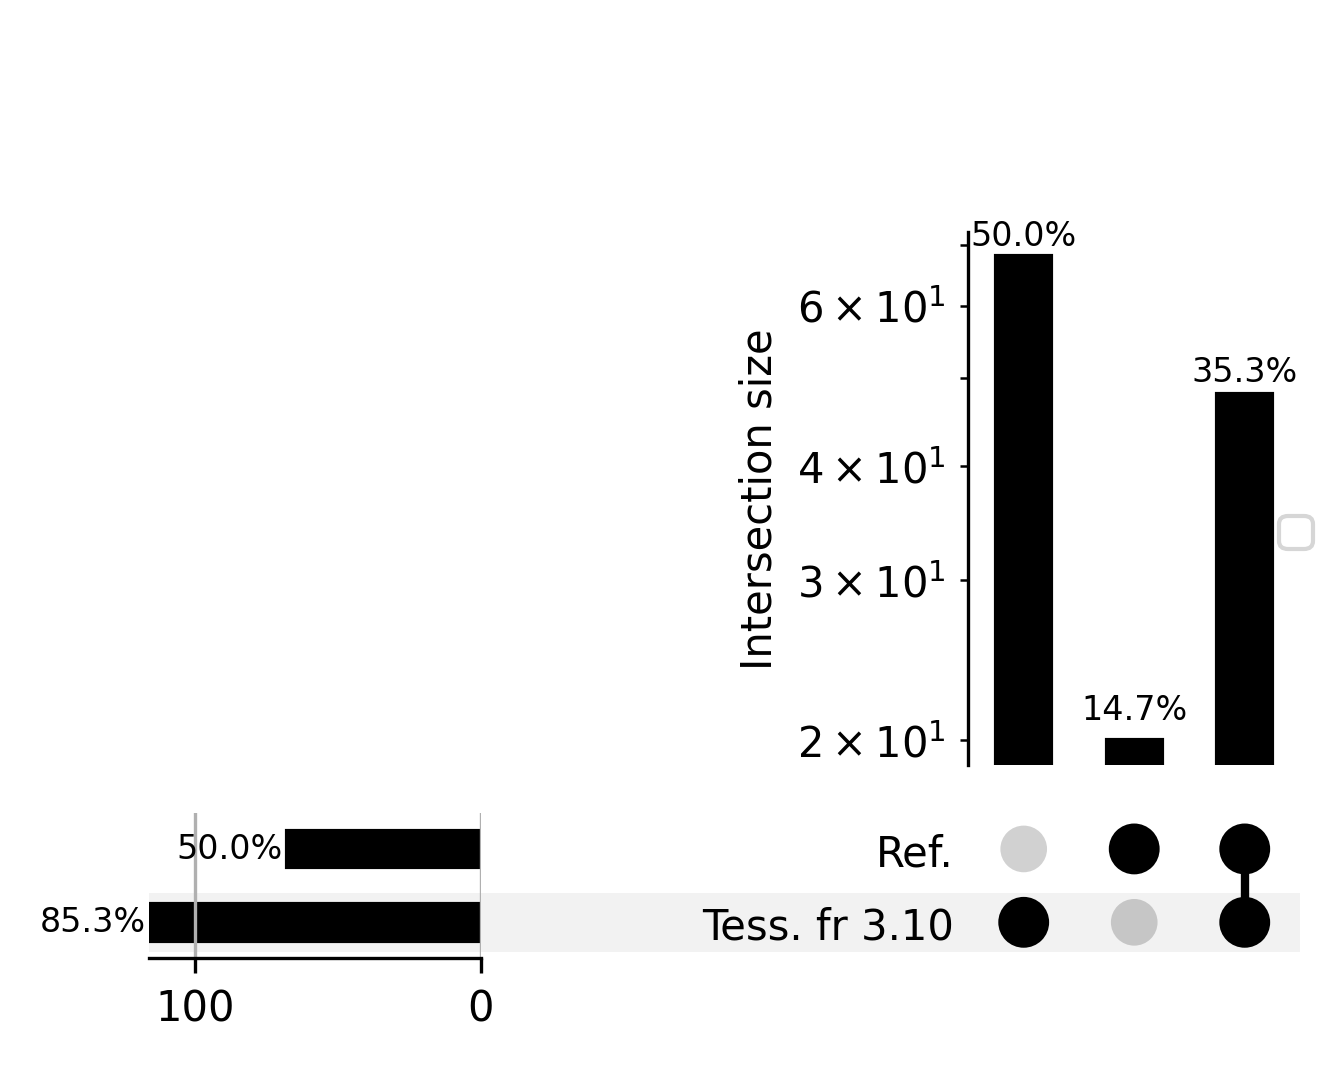 50.0%
6 × 10¹
35.3%
Intersection size
4 × 10¹
3 × 10¹
14.7%
2 × 10¹
50.0%
Ref.
85.3%
Tess. fr 3.10
100
0